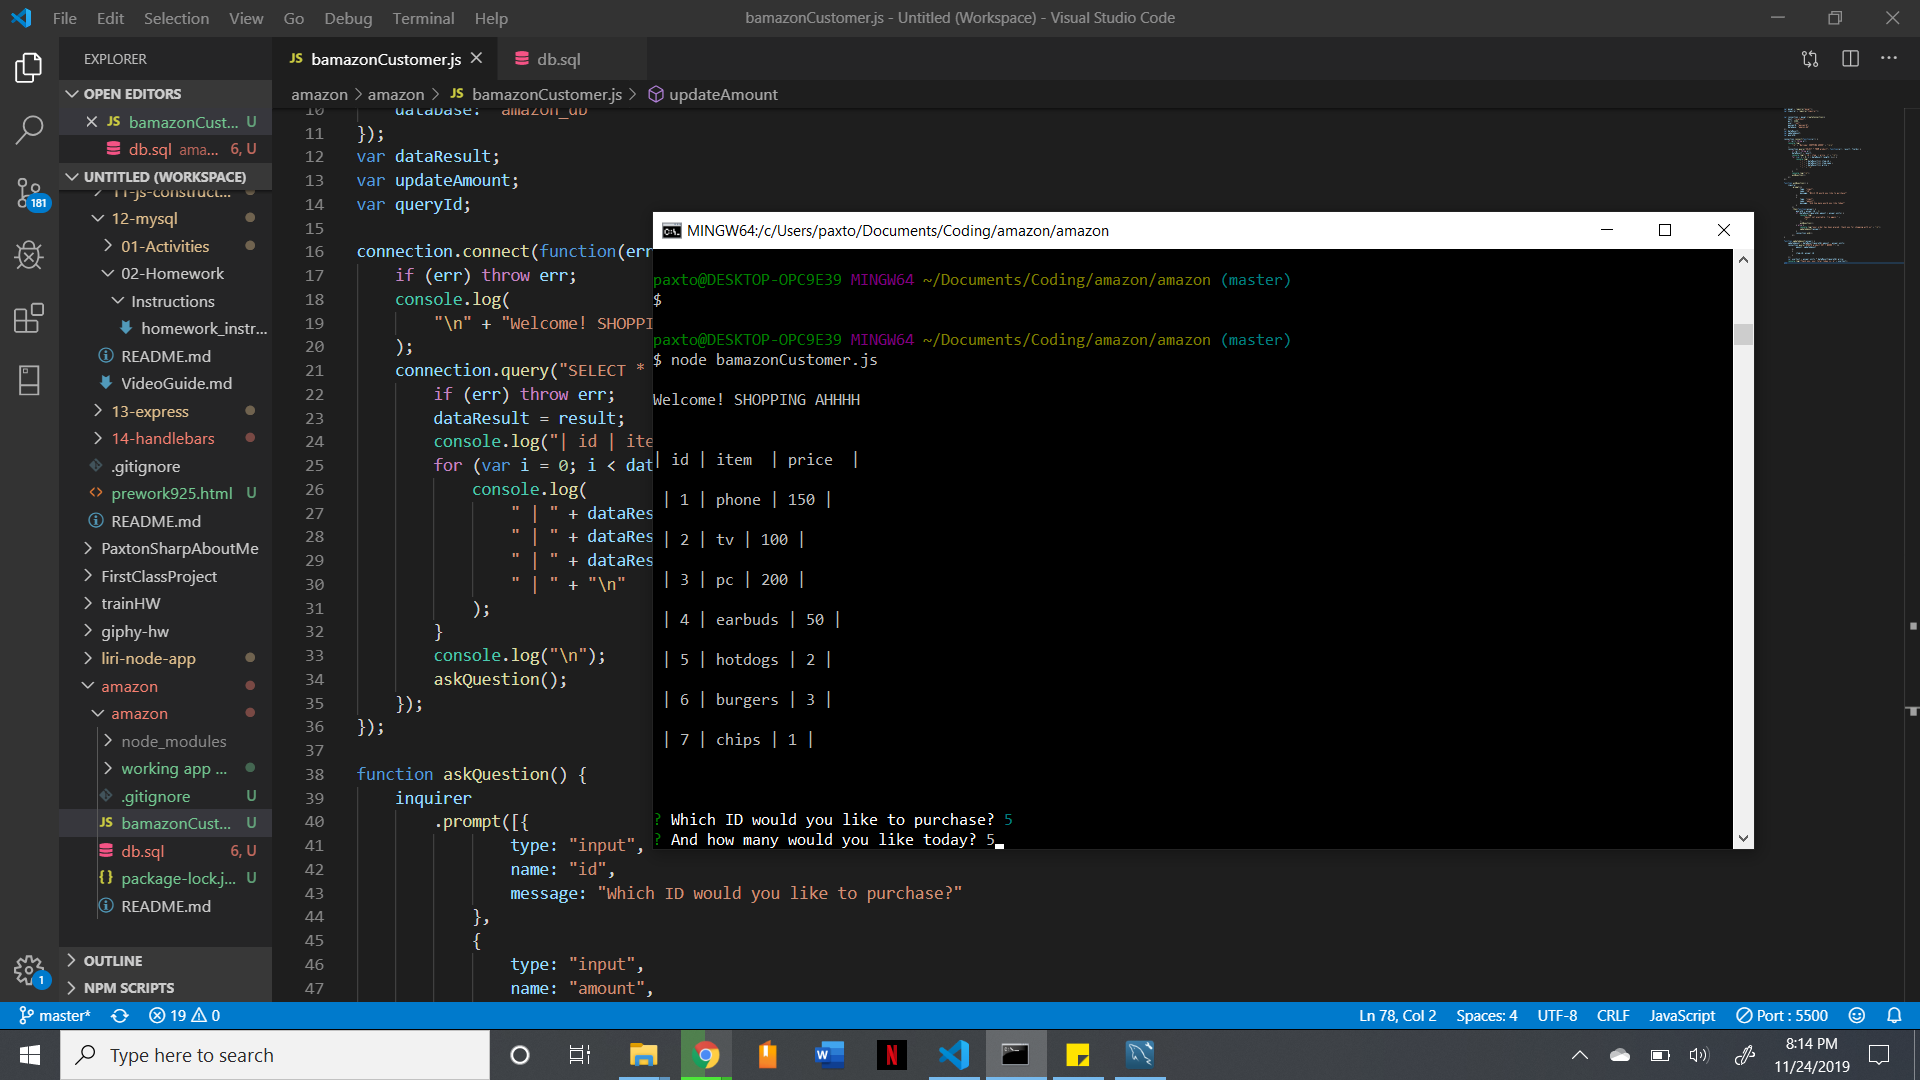 File Edit Selection View Go Debug Terminal Help
bamazonCustomer.js - Untitled (Workspace) - Visual Studio Code
EXPLORER
OPEN EDITORS
JS bamazonCust... U
db.sql ama... 6, U
UNTITLED (WORKSPACE)
11-js-construct...
12-mysql
01-Activities
02-Homework
Instructions
homework_instr...
README.md
VideoGuide.md
13-express
14-handlebars
.gitignore
prework925.html U
README.md
PaxtonSharpAboutMe
FirstClassProject
trainHW
giphy-hw
liri-node-app
amazon
amazon
node_modules
working app ...
.gitignore U
JS bamazonCust... U
db.sql 6, U
{} package-lock.j... U
README.md
OUTLINE
NPM SCRIPTS
181
1
JS bamazonCustomer.js
db.sql
amazon > amazon > JS bamazonCustomer.js > updateAmount
10 database: "amazon_db"
11 });
12 var dataResult;
13 var updateAmount;
14 var queryId;
15
16 connection.connect(function(err
17 if (err) throw err;
18 console.log(
19 "\n" + "Welcome! SHOPPI
20 );
21 connection.query("SELECT *
22 if (err) throw err;
23 dataResult = result;
24 console.log("| id | ite
25 for (var i = 0; i < dat
26 console.log(
27 " | " + dataRes
28 " | " + dataRes
29 " | " + dataRes
30 " | " + "\n"
31 );
32 }
33 console.log("\n");
34 askQuestion();
35 });
36 });
37
38 function askQuestion() {
39 inquirer
40 .prompt([{
41 type: "input",
42 name: "id",
43 message: "Which ID would you like to purchase?"
44 },
45 {
46 type: "input",
47 name: "amount",
MINGW64:/c/Users/paxto/Documents/Coding/amazon/amazon
paxto@DESKTOP-OPC9E39 MINGW64 ~/Documents/Coding/amazon/amazon (master)
$
paxto@DESKTOP-OPC9E39 MINGW64 ~/Documents/Coding/amazon/amazon (master)
$ node bamazonCustomer.js
Welcome! SHOPPING AHHHH
| id | item | price |
| 1 | phone | 150 |
| 2 | tv | 100 |
| 3 | pc | 200 |
| 4 | earbuds | 50 |
| 5 | hotdogs | 2 |
| 6 | burgers | 3 |
| 7 | chips | 1 |
? Which ID would you like to purchase? 5
? And how many would you like today? 5
master* 19 0
Ln 78, Col 2 Spaces: 4 UTF-8 CRLF JavaScript Port : 5500
Type here to search
8:14 PM
11/24/2019